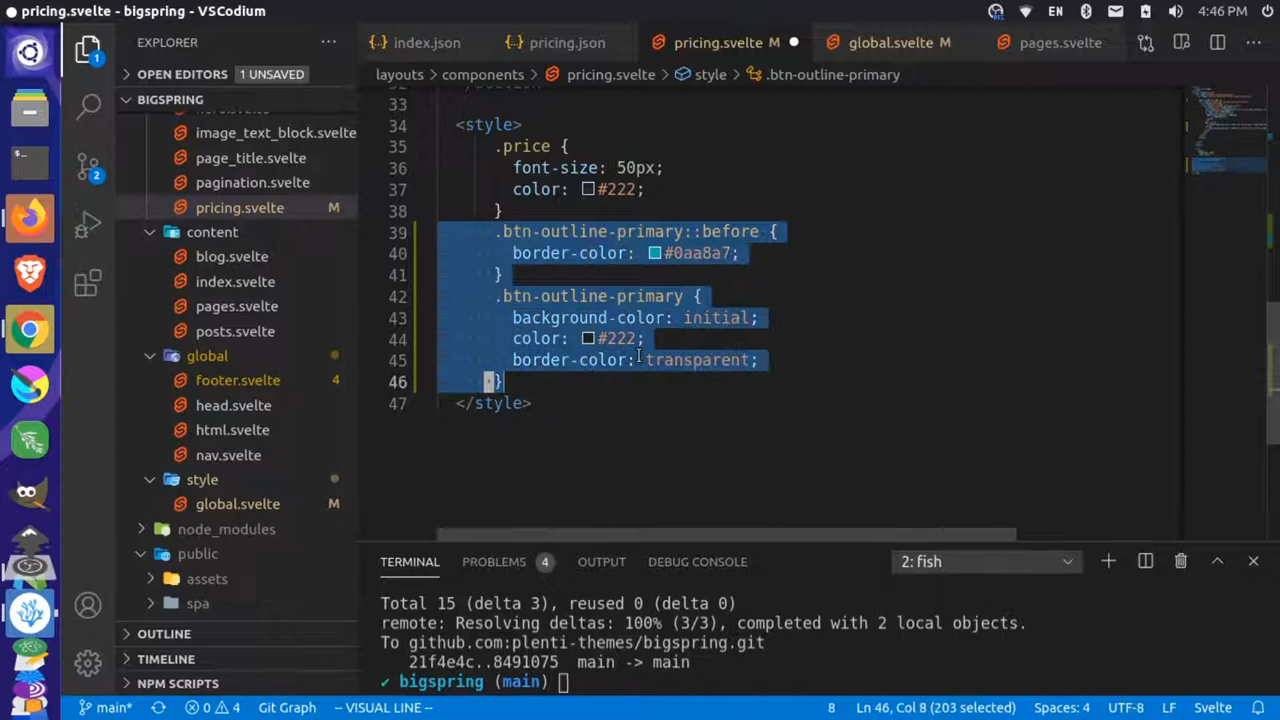 pricing.svelte - bigspring - VSCodium
EN
4:46 PM
EXPLORER
OPEN EDITORS 1 UNSAVED
BIGSPRING
image_text_block.svelte
page_title.svelte
pagination.svelte
pricing.svelte M
content
blog.svelte
index.svelte
pages.svelte
posts.svelte
global
footer.svelte 4
head.svelte
html.svelte
nav.svelte
style
global.svelte M
node_modules
public
assets
spa
OUTLINE
TIMELINE
NPM SCRIPTS
1
2
index.json
pricing.json
pricing.svelte M
global.svelte M
pages.svelte
layouts > components > pricing.svelte > style > .btn-outline-primary
33
34 <style>
35 .price {
36 font-size: 50px;
37 color: #222;
38 }
39 .btn-outline-primary::before {
40 border-color: #0aa8a7;
41 }
42 .btn-outline-primary {
43 background-color: initial;
44 color: #222;
45 border-color: transparent;
46 }
47 </style>
TERMINAL PROBLEMS 4 OUTPUT DEBUG CONSOLE 2: fish
Total 15 (delta 3), reused 0 (delta 0)
remote: Resolving deltas: 100% (3/3), completed with 2 local objects.
To github.com:plenti-themes/bigspring.git
21f4e4c..8491075 main -> main
✔ bigspring (main)
main* 0 4 Git Graph -- VISUAL LINE -- 8 Ln 46, Col 8 (203 selected) Spaces: 4 UTF-8 LF Svelte